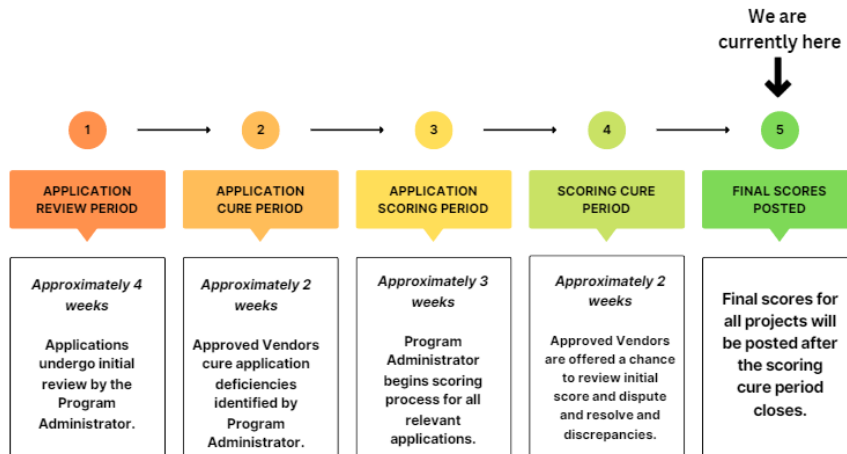 We are
currently here
1
2
3
4
5
APPLICATION
REVIEW PERIOD
APPLICATION
CURE PERIOD
APPLICATION
SCORING PERIOD
SCORING CURE
PERIOD
FINAL SCORES
POSTED
Approximately 4
weeks
Applications
undergo initial
review by the
Program
Administrator.
Approximately 2
weeks
Approved Vendors
cure application
deficiencies
identified by
Program
Administrator.
Approximately 3
weeks
Program
Administrator
begins scoring
process for all
relevant
applications.
Approximately 2
weeks
Approved Vendors
are offered a chance
to review initial
score and dispute
and resolve and
discrepancies.
Final scores for
all projects will
be posted after
the scoring
cure period
closes.